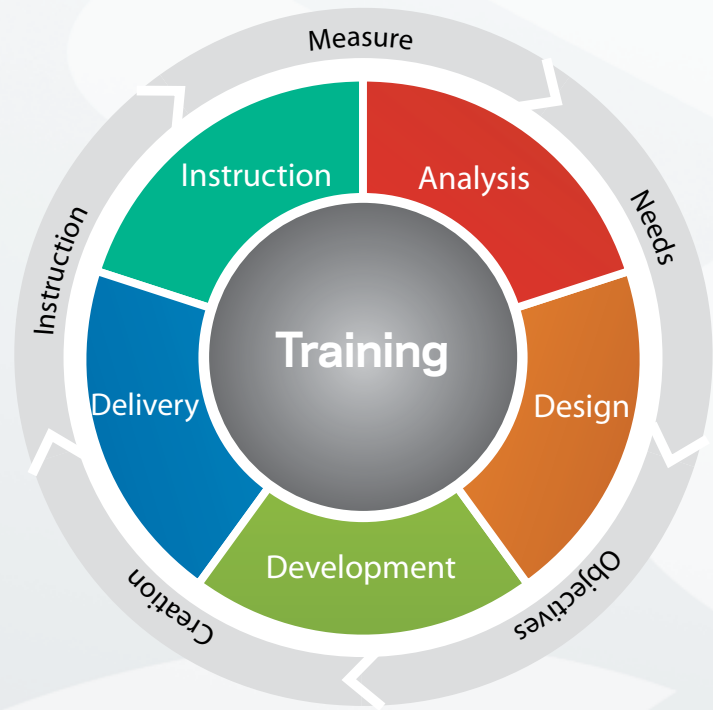 Measure
Instruction
Analysis
Needs
Instruction
Training
Delivery
Design
Development
Creation
Objectives